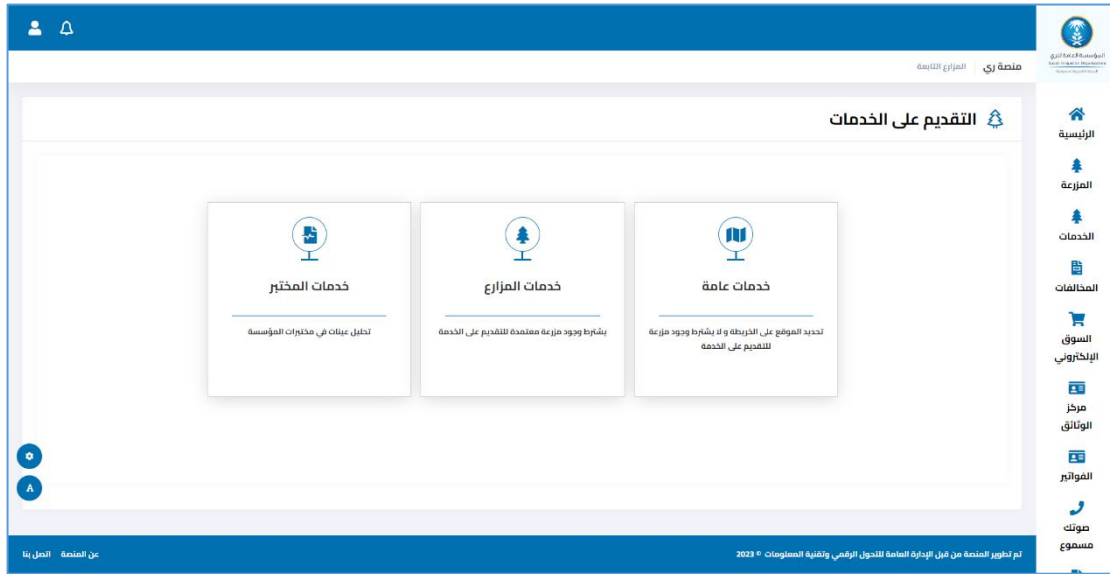 المؤسسة العامة للري
منصة ري
المزارع التابعة
الرئيسية
المزرعة
الخدمات
المخالفات
السوق
الإلكتروني
مركز
الوثائق
الفواتير
صوتك
مسموع
التقديم على الخدمات
خدمات عامة
تحديد الموقع على الخريطة و لا يشترط وجود مزرعة
للتقديم على الخدمة
خدمات المزارع
يشترط وجود مزرعة معتمدة للتقديم على الخدمة
خدمات المختبر
تحليل عينات في مختبرات المؤسسة
A
تم تطوير المنصة من قبل الإدارة العامة للتحول الرقمي وتقنية المعلومات © 2023
عن المنصة
اتصل بنا